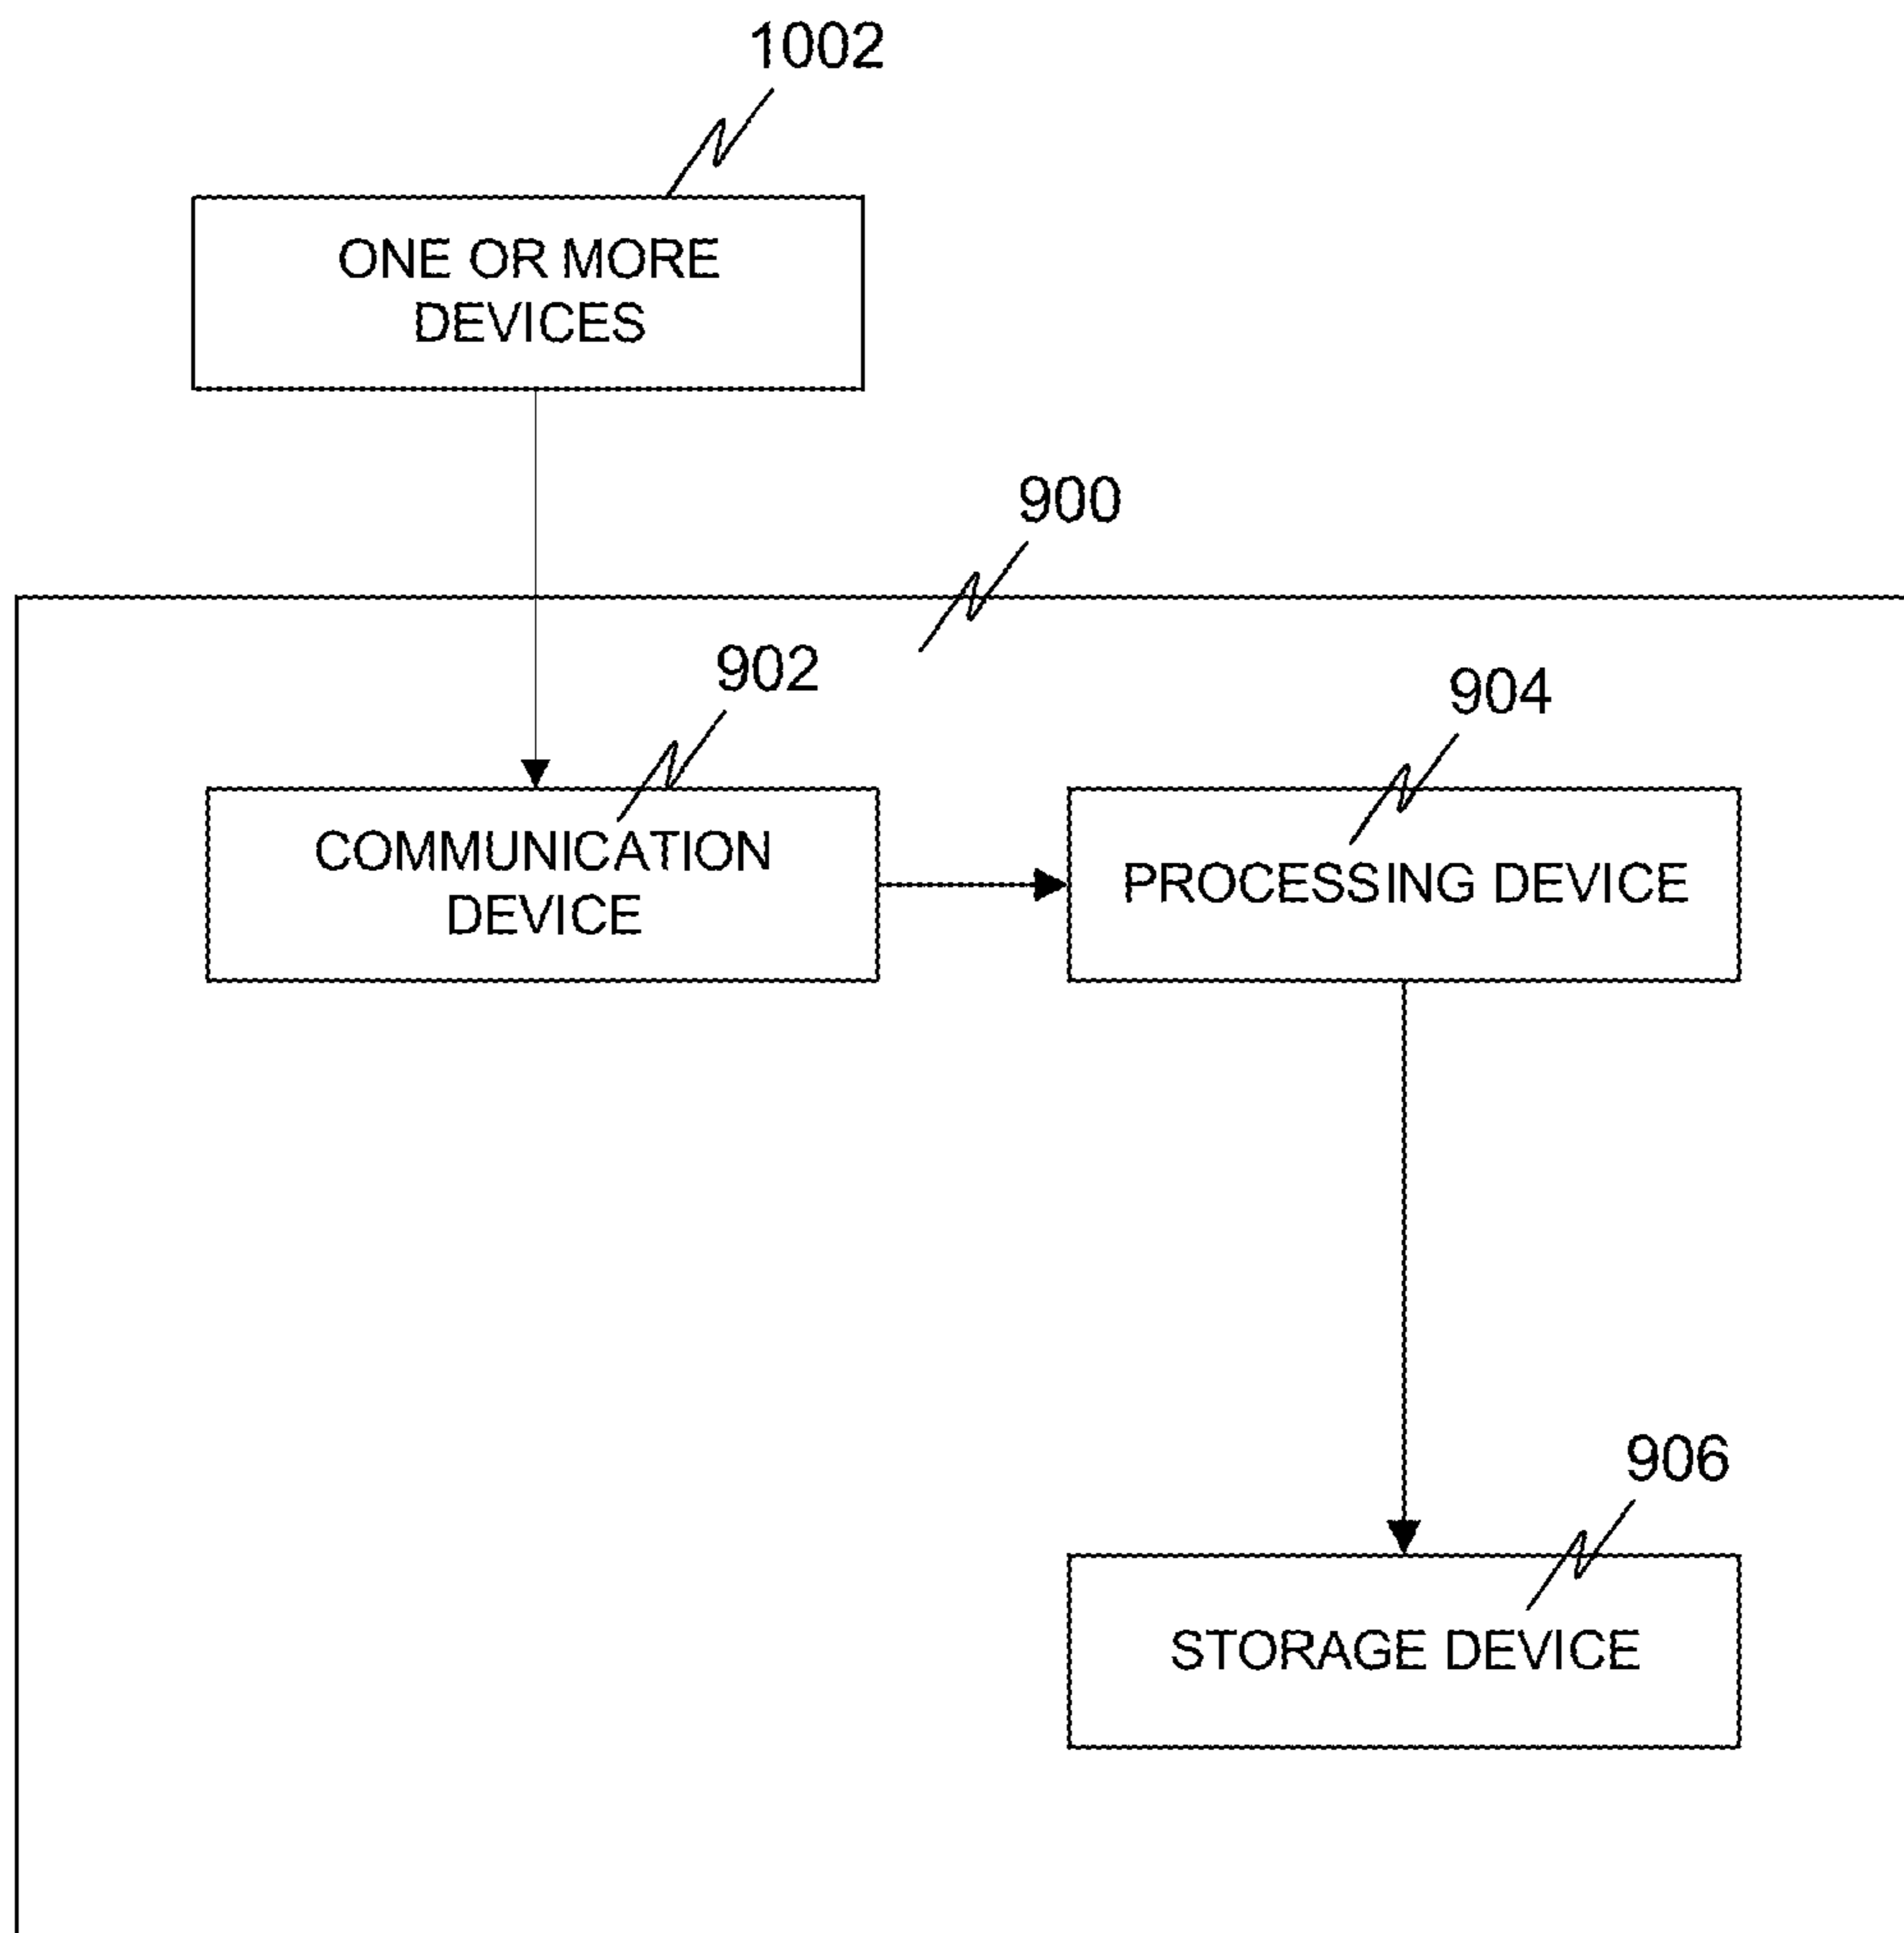 1002
ONE OR MORE
DEVICES
900
902
904
COMMUNICATION
DEVICE
PROCESSING DEVICE
906
STORAGE DEVICE